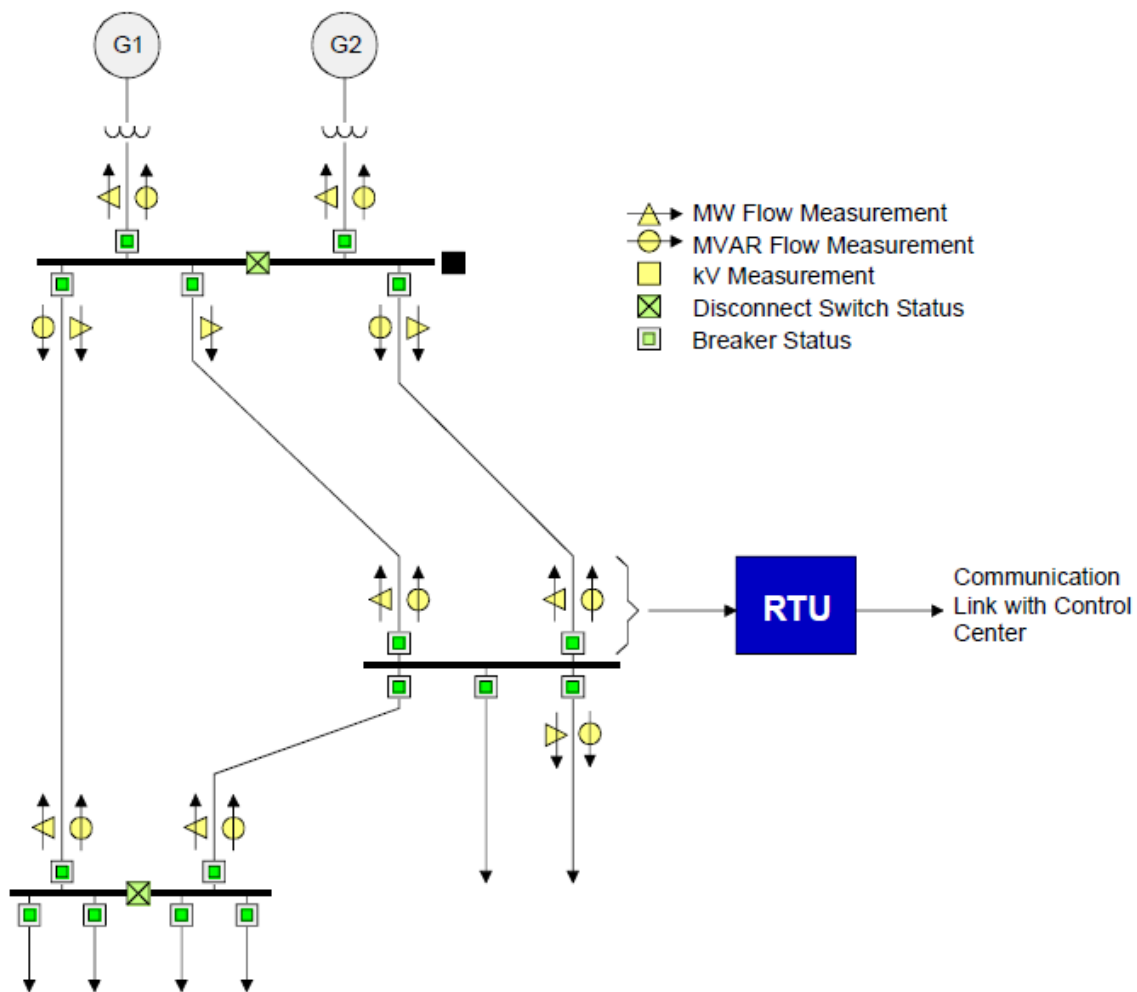 G1
G2
MW Flow Measurement
MVAR Flow Measurement
kV Measurement
Disconnect Switch Status
Breaker Status
RTU
Communication
Link with Control
Center